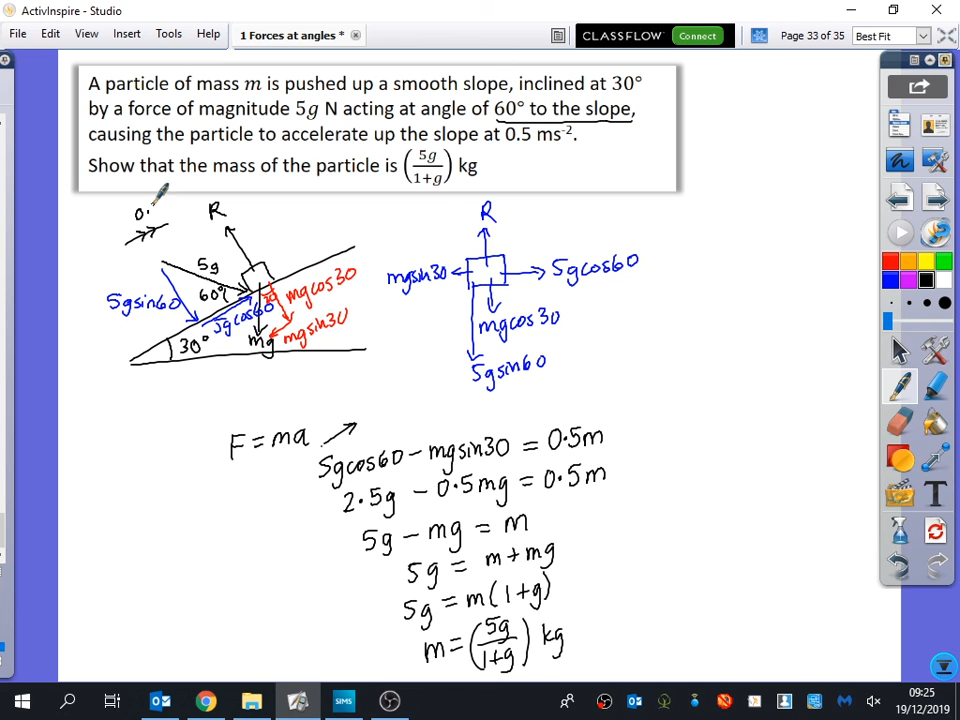 ActivInspire - Studio
File Edit View Insert Tools Help
1 Forces at angles *
CLASSFLOW Connect
Page 33 of 35
Best Fit
A particle of mass m is pushed up a smooth slope, inclined at 30°
by a force of magnitude 5g N acting at angle of 60° to the slope,
causing the particle to accelerate up the slope at 0.5 ms⁻².
Show that the mass of the particle is (5g/1+g) kg
0.
R
5g
60°
5gsin60
5gcos60
30
mgcos30
mgsin30
mg
30°
R
mgsin30
5gcos60
mgcos30
5gsin60
F = ma
5gcos60 - mgsin30 = 0.5m
2.5g - 0.5mg = 0.5m
5g - mg = m
5g = m + mg
5g = m(1+g)
m = (5g/1+g) kg
SIMS
09:25
19/12/2019